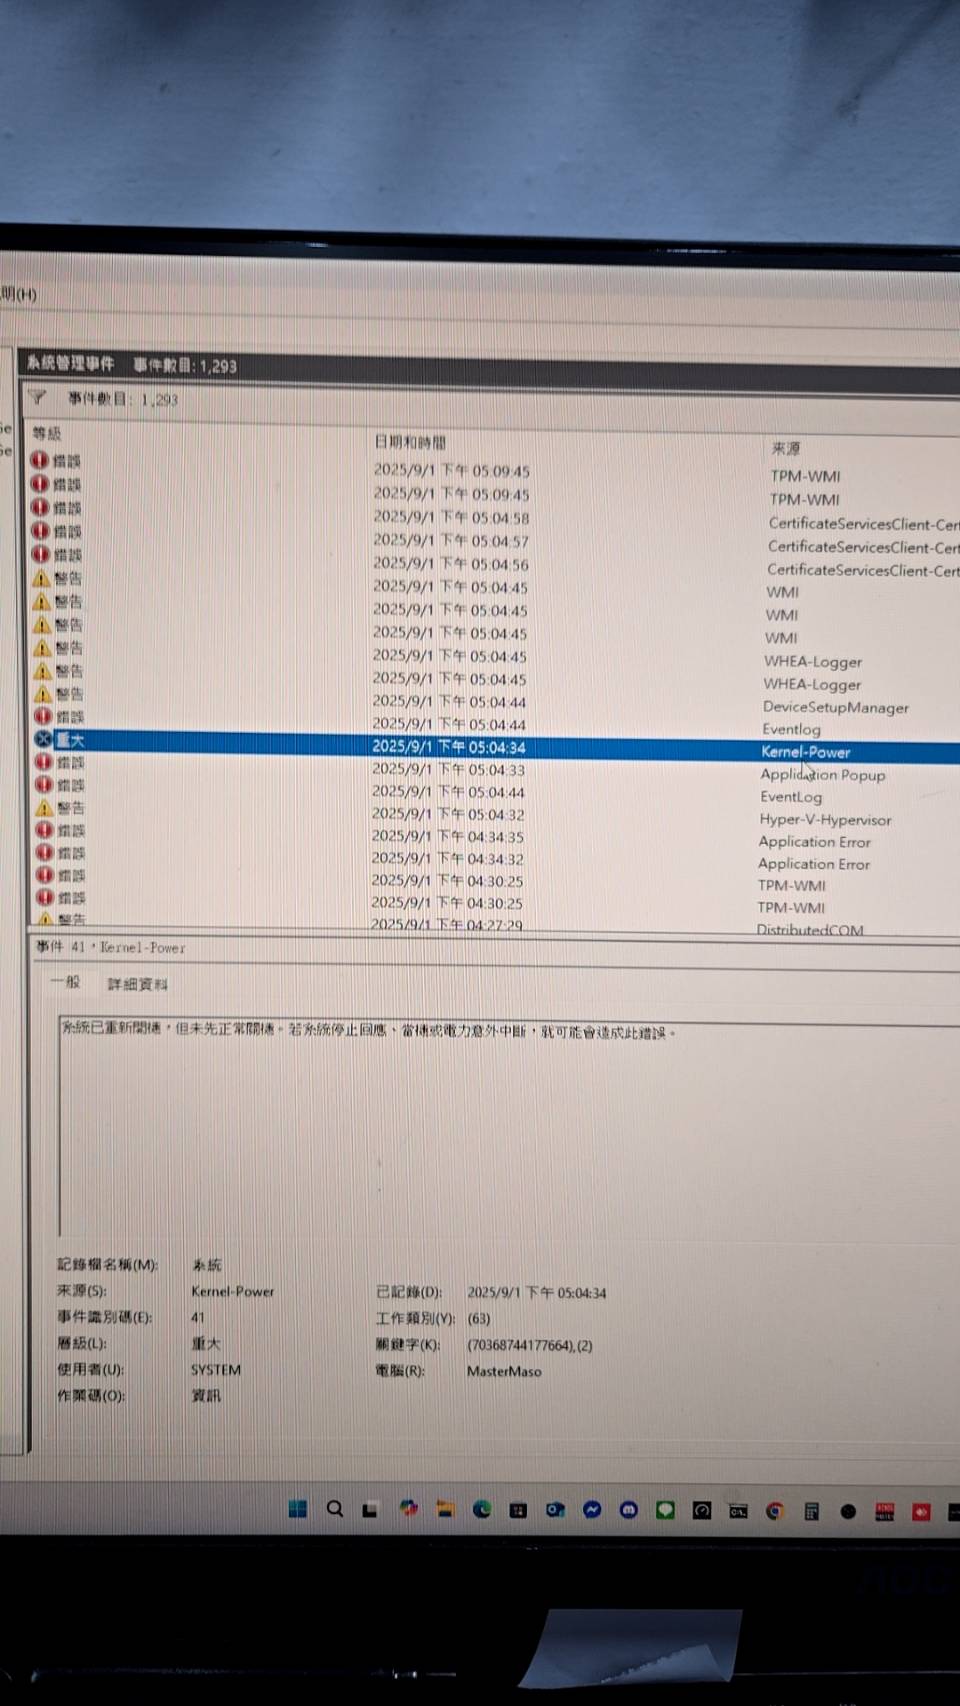 明(H)
系統管理事件 事件數目: 1,293
事件數目: 1,293
等級 日期和時間 來源
錯誤 2025/9/1 下午 05:09:45 TPM-WMI
錯誤 2025/9/1 下午 05:09:45 TPM-WMI
錯誤 2025/9/1 下午 05:04:58 CertificateServicesClient-Cer
錯誤 2025/9/1 下午 05:04:57 CertificateServicesClient-Cert
錯誤 2025/9/1 下午 05:04:56 CertificateServicesClient-Cert
警告 2025/9/1 下午 05:04:45 WMI
警告 2025/9/1 下午 05:04:45 WMI
警告 2025/9/1 下午 05:04:45 WMI
警告 2025/9/1 下午 05:04:45 WHEA-Logger
警告 2025/9/1 下午 05:04:45 WHEA-Logger
警告 2025/9/1 下午 05:04:44 DeviceSetupManager
錯誤 2025/9/1 下午 05:04:44 Eventlog
重大 2025/9/1 下午 05:04:34 Kernel-Power
錯誤 2025/9/1 下午 05:04:33 Application Popup
錯誤 2025/9/1 下午 05:04:44 EventLog
警告 2025/9/1 下午 05:04:32 Hyper-V-Hypervisor
錯誤 2025/9/1 下午 04:34:35 Application Error
錯誤 2025/9/1 下午 04:34:32 Application Error
錯誤 2025/9/1 下午 04:30:25 TPM-WMI
錯誤 2025/9/1 下午 04:30:25 TPM-WMI
警告 2025/9/1 下午 04:27:29 DistributedCOM
事件 41，Kernel-Power
一般 詳細資料
系統已重新開機，但未先正常關機。若系統停止回應、當機或電力意外中斷，就可能會造成此錯誤。
記錄檔名稱(M): 系統
來源(S): Kernel-Power 已記錄(D): 2025/9/1 下午 05:04:34
事件識別碼(E): 41 工作類別(Y): (63)
層級(L): 重大 關鍵字(K): (70368744177664),(2)
使用者(U): SYSTEM 電腦(R): MasterMaso
作業碼(O): 資訊
AOC